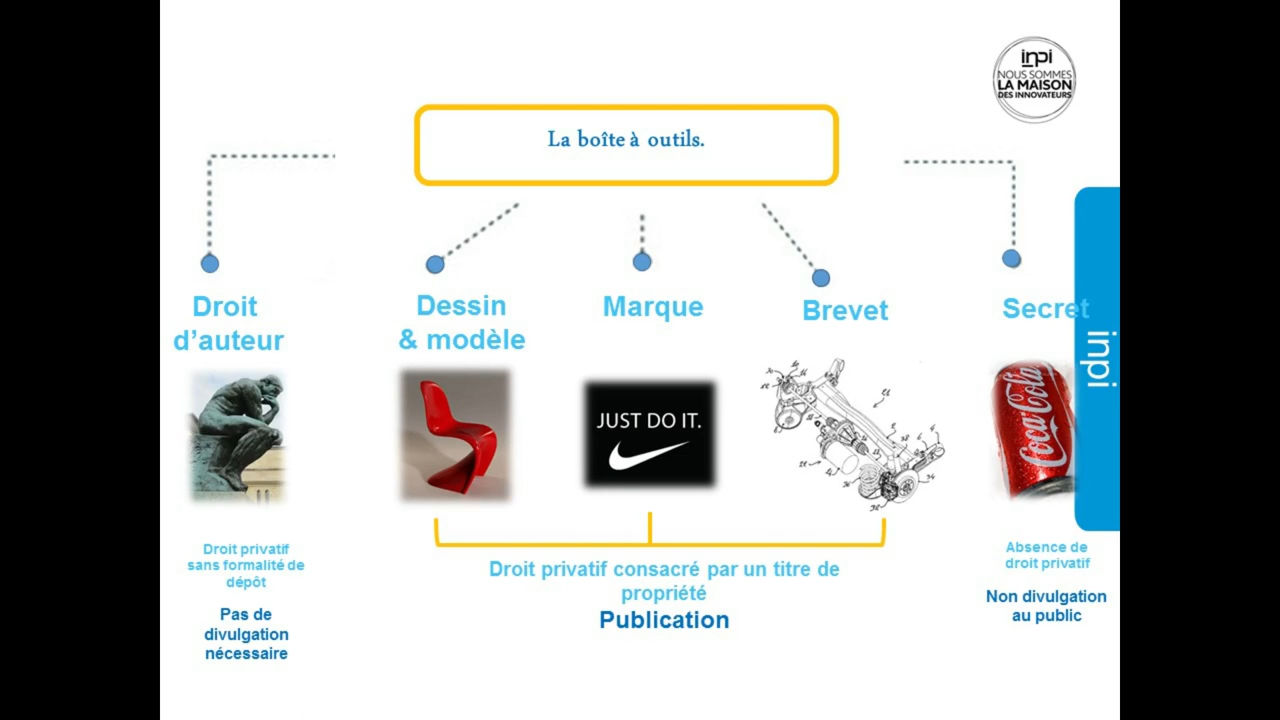 inpi
NOUS SOMMES
LA MAISON
DES INNOVATEURS
La boîte à outils.
Droit
d’auteur
Dessin
& modèle
Marque
Brevet
Secret
inpi
JUST DO IT.
Coca-Cola
Droit privatif
sans formalité de
dépôt
Pas de
divulgation
nécessaire
Droit privatif consacré par un titre de
propriété
Publication
Absence de
droit privatif
Non divulgation
au public